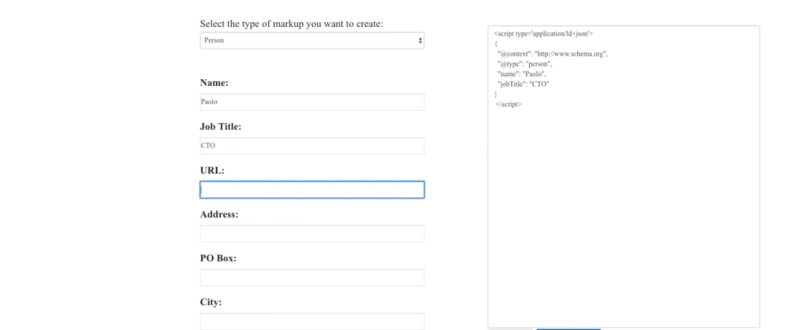 Select the type of markup you want to create:
Person
Name:
Paolo
Job Title:
CTO
URL:
Address:
PO Box:
City:
<script type='application/ld+json'>
{
"@context": "http://www.schema.org",
"@type": "person",
"name": "Paolo",
"jobTitle": "CTO"
}
</script>